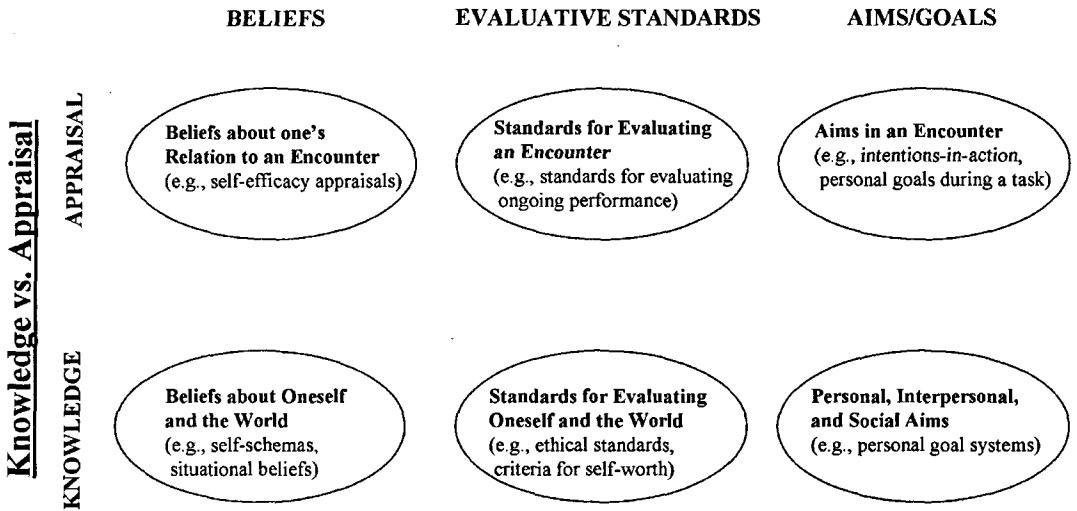 BELIEFS
EVALUATIVE STANDARDS
AIMS/GOALS
Knowledge vs. Appraisal
APPRAISAL
Beliefs about one's
Relation to an Encounter
(e.g., self-efficacy appraisals)
Standards for Evaluating
an Encounter
(e.g., standards for evaluating
ongoing performance)
Aims in an Encounter
(e.g., intentions-in-action,
personal goals during a task)
KNOWLEDGE
Beliefs about Oneself
and the World
(e.g., self-schemas,
situational beliefs)
Standards for Evaluating
Oneself and the World
(e.g., ethical standards,
criteria for self-worth)
Personal, Interpersonal,
and Social Aims
(e.g., personal goal systems)